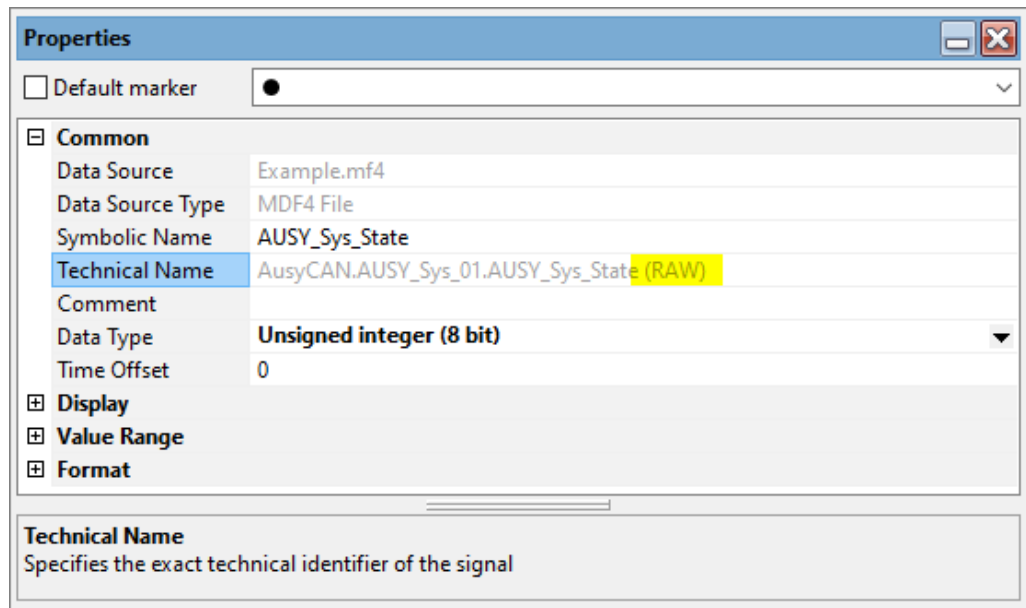 Properties
Default marker
Common
Data Source Example.mf4
Data Source Type MDF4 File
Symbolic Name AUSY_Sys_State
Technical Name AusyCAN.AUSY_Sys_01.AUSY_Sys_State (RAW)
Comment
Data Type Unsigned integer (8 bit)
Time Offset 0
Display
Value Range
Format
Technical Name
Specifies the exact technical identifier of the signal